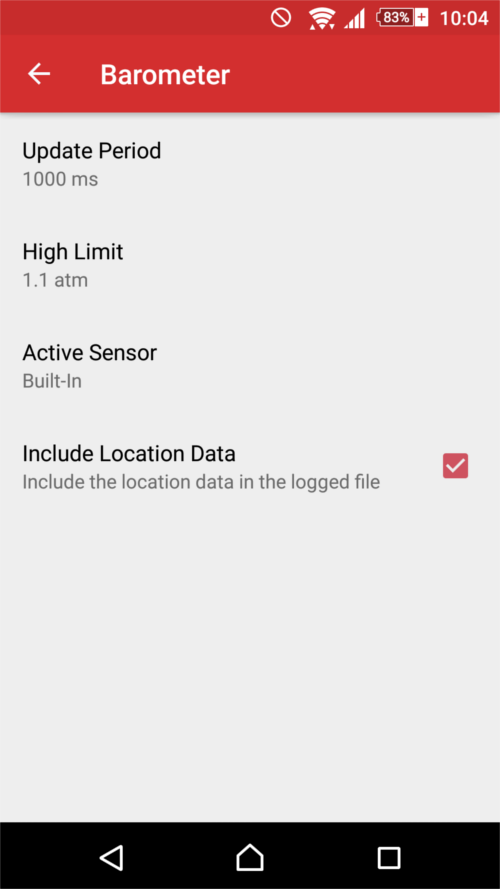 83% 10:04
Barometer
Update Period
1000 ms
High Limit
1.1 atm
Active Sensor
Built-In
Include Location Data
Include the location data in the logged file